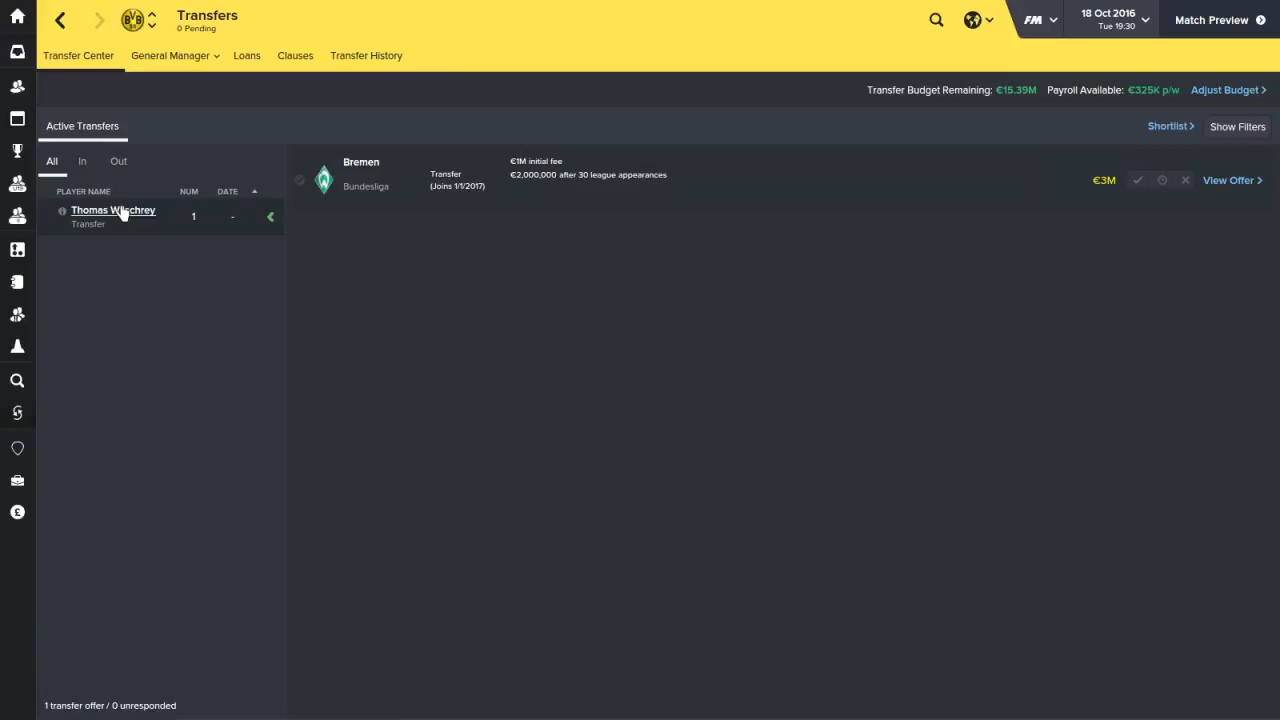 BVB 09
Transfers
0 Pending
FM
18 Oct 2016
Tue 19:30
Match Preview
Transfer Center
General Manager
Loans
Clauses
Transfer History
Transfer Budget Remaining: €15.39M
Payroll Available: €325K p/w
Adjust Budget >
Active Transfers
Shortlist >
Show Filters
All
In
Out
PLAYER NAME
NUM
DATE
Thomas
Transfer
1
-
Bremen
Bundesliga
Transfer
(Joins 1/1/2017)
€1M initial fee
€2,000,000 after 30 league appearances
€3M
View Offer >
1 transfer offer / 0 unresponded